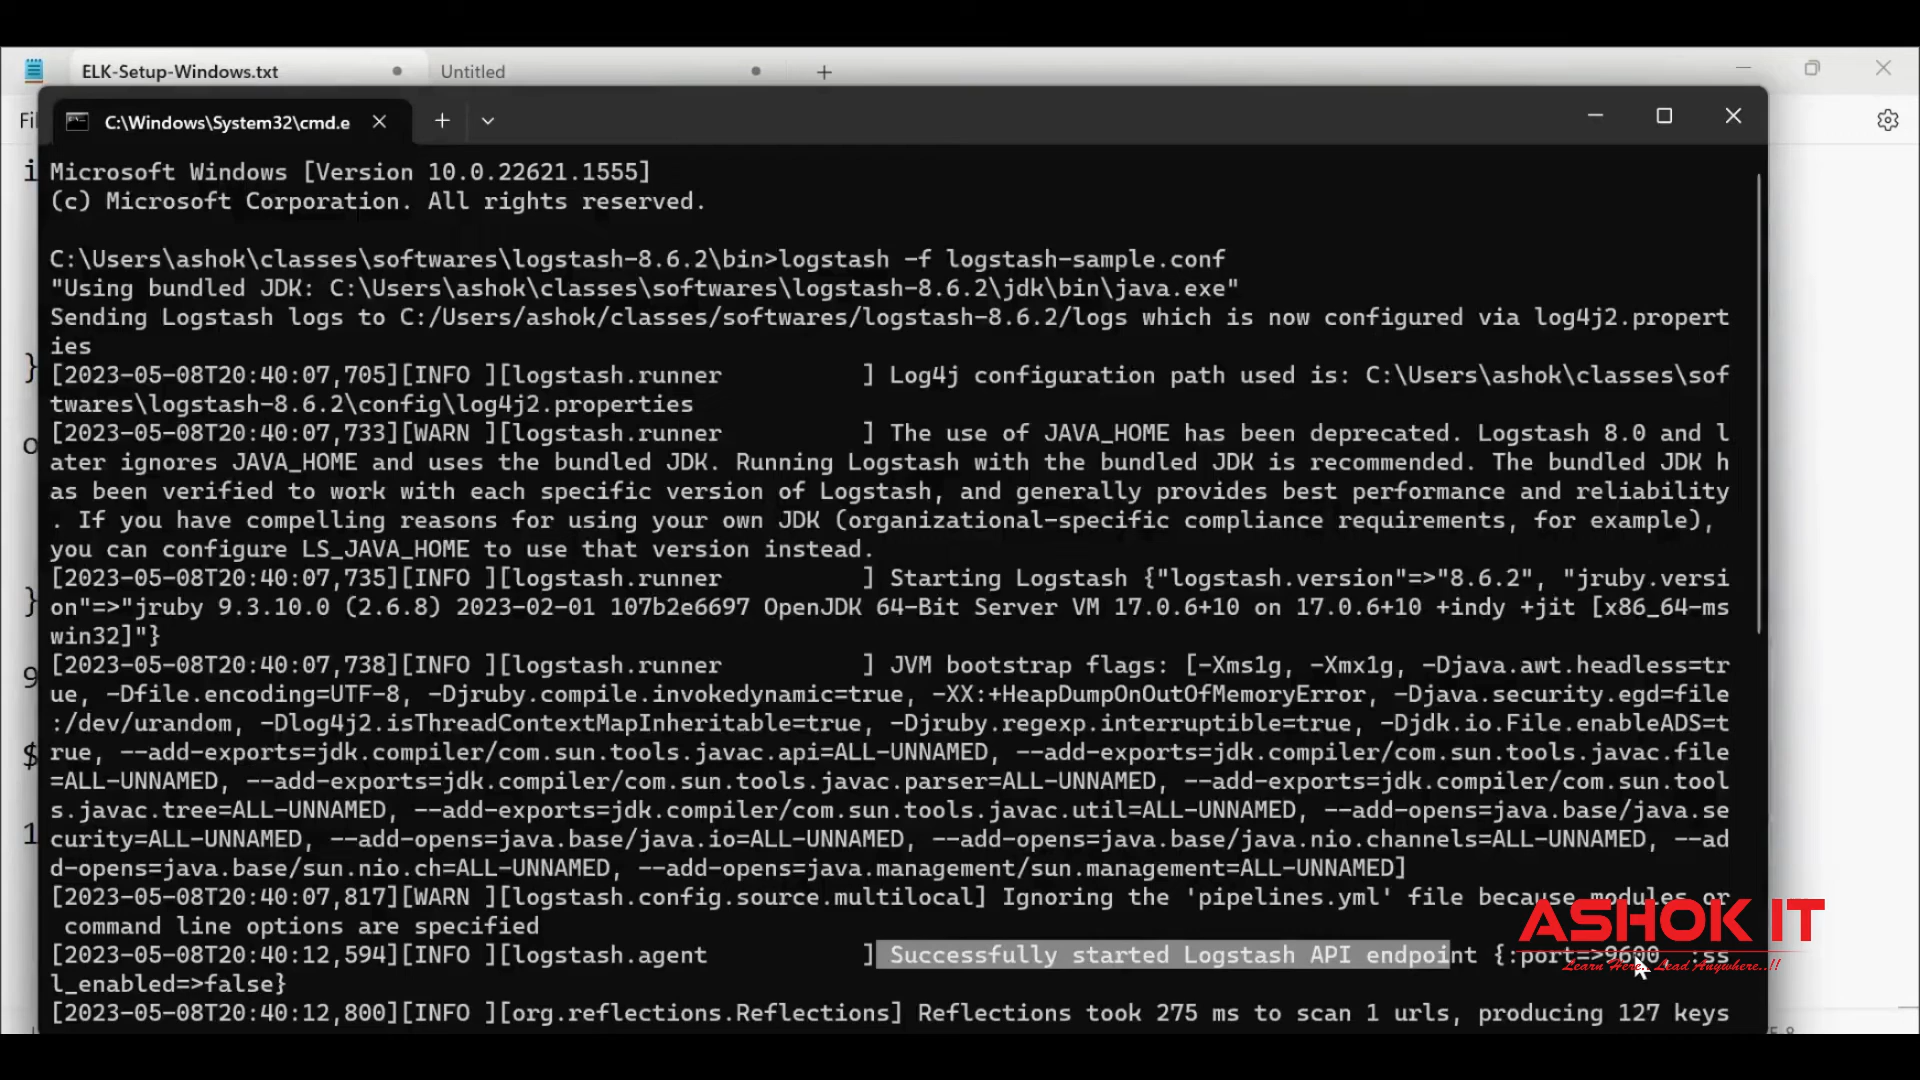 ELK-Setup-Windows.txt
Untitled
Fil
C:\Windows\System32\cmd.e
Microsoft Windows [Version 10.0.22621.1555]
(c) Microsoft Corporation. All rights reserved.
C:\Users\ashok\classes\softwares\logstash-8.6.2\bin>logstash -f logstash-sample.conf
"Using bundled JDK: C:\Users\ashok\classes\softwares\logstash-8.6.2\jdk\bin\java.exe"
Sending Logstash logs to C:/Users/ashok/classes/softwares/logstash-8.6.2/logs which is now configured via log4j2.propert
ies
[2023-05-08T20:40:07,705][INFO ][logstash.runner          ] Log4j configuration path used is: C:\Users\ashok\classes\sof
twares\logstash-8.6.2\config\log4j2.properties
[2023-05-08T20:40:07,733][WARN ][logstash.runner          ] The use of JAVA_HOME has been deprecated. Logstash 8.0 and l
ater ignores JAVA_HOME and uses the bundled JDK. Running Logstash with the bundled JDK is recommended. The bundled JDK h
as been verified to work with each specific version of Logstash, and generally provides best performance and reliability
. If you have compelling reasons for using your own JDK (organizational-specific compliance requirements, for example),
you can configure LS_JAVA_HOME to use that version instead.
[2023-05-08T20:40:07,735][INFO ][logstash.runner          ] Starting Logstash {"logstash.version"=>"8.6.2", "jruby.versi
on"=>"jruby 9.3.10.0 (2.6.8) 2023-02-01 107b2e6697 OpenJDK 64-Bit Server VM 17.0.6+10 on 17.0.6+10 +indy +jit [x86_64-ms
win32]"}
[2023-05-08T20:40:07,738][INFO ][logstash.runner          ] JVM bootstrap flags: [-Xms1g, -Xmx1g, -Djava.awt.headless=tr
ue, -Dfile.encoding=UTF-8, -Djruby.compile.invokedynamic=true, -XX:+HeapDumpOnOutOfMemoryError, -Djava.security.egd=file
:/dev/urandom, -Dlog4j2.isThreadContextMapInheritable=true, -Djruby.regexp.interruptible=true, -Djdk.io.File.enableADS=t
rue, --add-exports=jdk.compiler/com.sun.tools.javac.api=ALL-UNNAMED, --add-exports=jdk.compiler/com.sun.tools.javac.file
=ALL-UNNAMED, --add-exports=jdk.compiler/com.sun.tools.javac.parser=ALL-UNNAMED, --add-exports=jdk.compiler/com.sun.tool
s.javac.tree=ALL-UNNAMED, --add-exports=jdk.compiler/com.sun.tools.javac.util=ALL-UNNAMED, --add-opens=java.base/java.se
curity=ALL-UNNAMED, --add-opens=java.base/java.io=ALL-UNNAMED, --add-opens=java.base/java.nio.channels=ALL-UNNAMED, --ad
d-opens=java.base/sun.nio.ch=ALL-UNNAMED, --add-opens=java.management/sun.management=ALL-UNNAMED]
[2023-05-08T20:40:07,817][WARN ][logstash.config.source.multilocal] Ignoring the 'pipelines.yml' file because modules or
command line options are specified
[2023-05-08T20:40:12,594][INFO ][logstash.agent           ] Successfully started Logstash API endpoint {:port=>9600, :ss
l_enabled=>false}
[2023-05-08T20:40:12,800][INFO ][org.reflections.Reflections] Reflections took 275 ms to scan 1 urls, producing 127 keys
ASHOK IT
Learn Here.. Lead Anywhere..!!